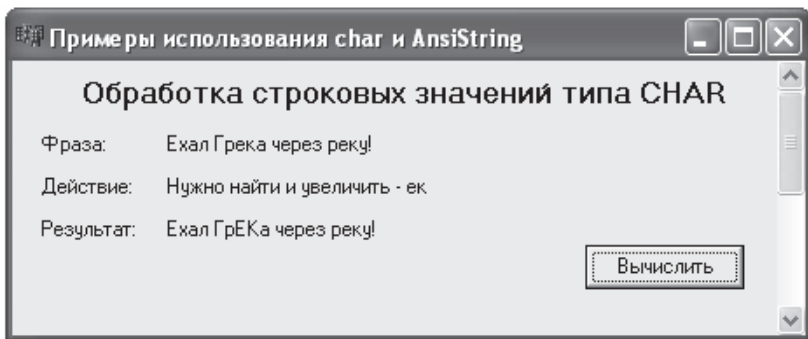 Примеры использования char и AnsiString
Обработка строковых значений типа CHAR
Фраза: Ехал Грека через реку!
Действие: Нужно найти и увеличить - ек
Результат: Ехал ГрЕКа через реку!
Вычислить